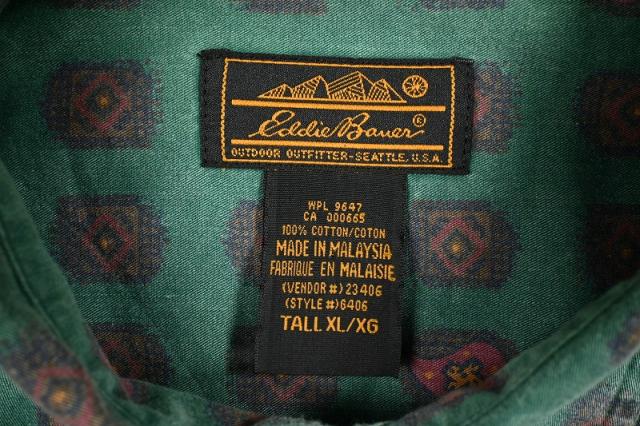 Eddie Bauer®
OUTDOOR OUTFITTER-SEATTLE, U.S.A.
WPL 9647
CA 000665
100% COTTON/COTON
MADE IN MALAYSIA
FABRIQUE EN MALAISIE
(VENDOR #)23406
(STYLE#)6406
TALL XL/XG